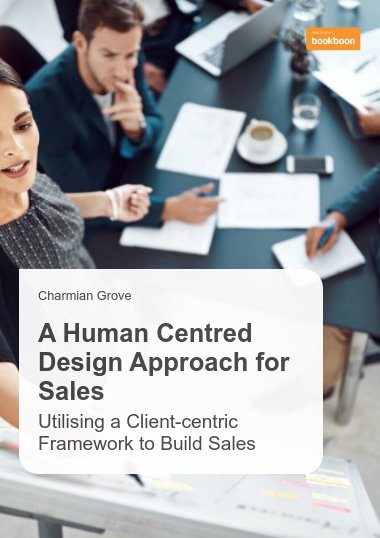 bookboon
Charmian Grove
A Human Centred
Design Approach for
Sales
Utilising a Client-centric
Framework to Build Sales